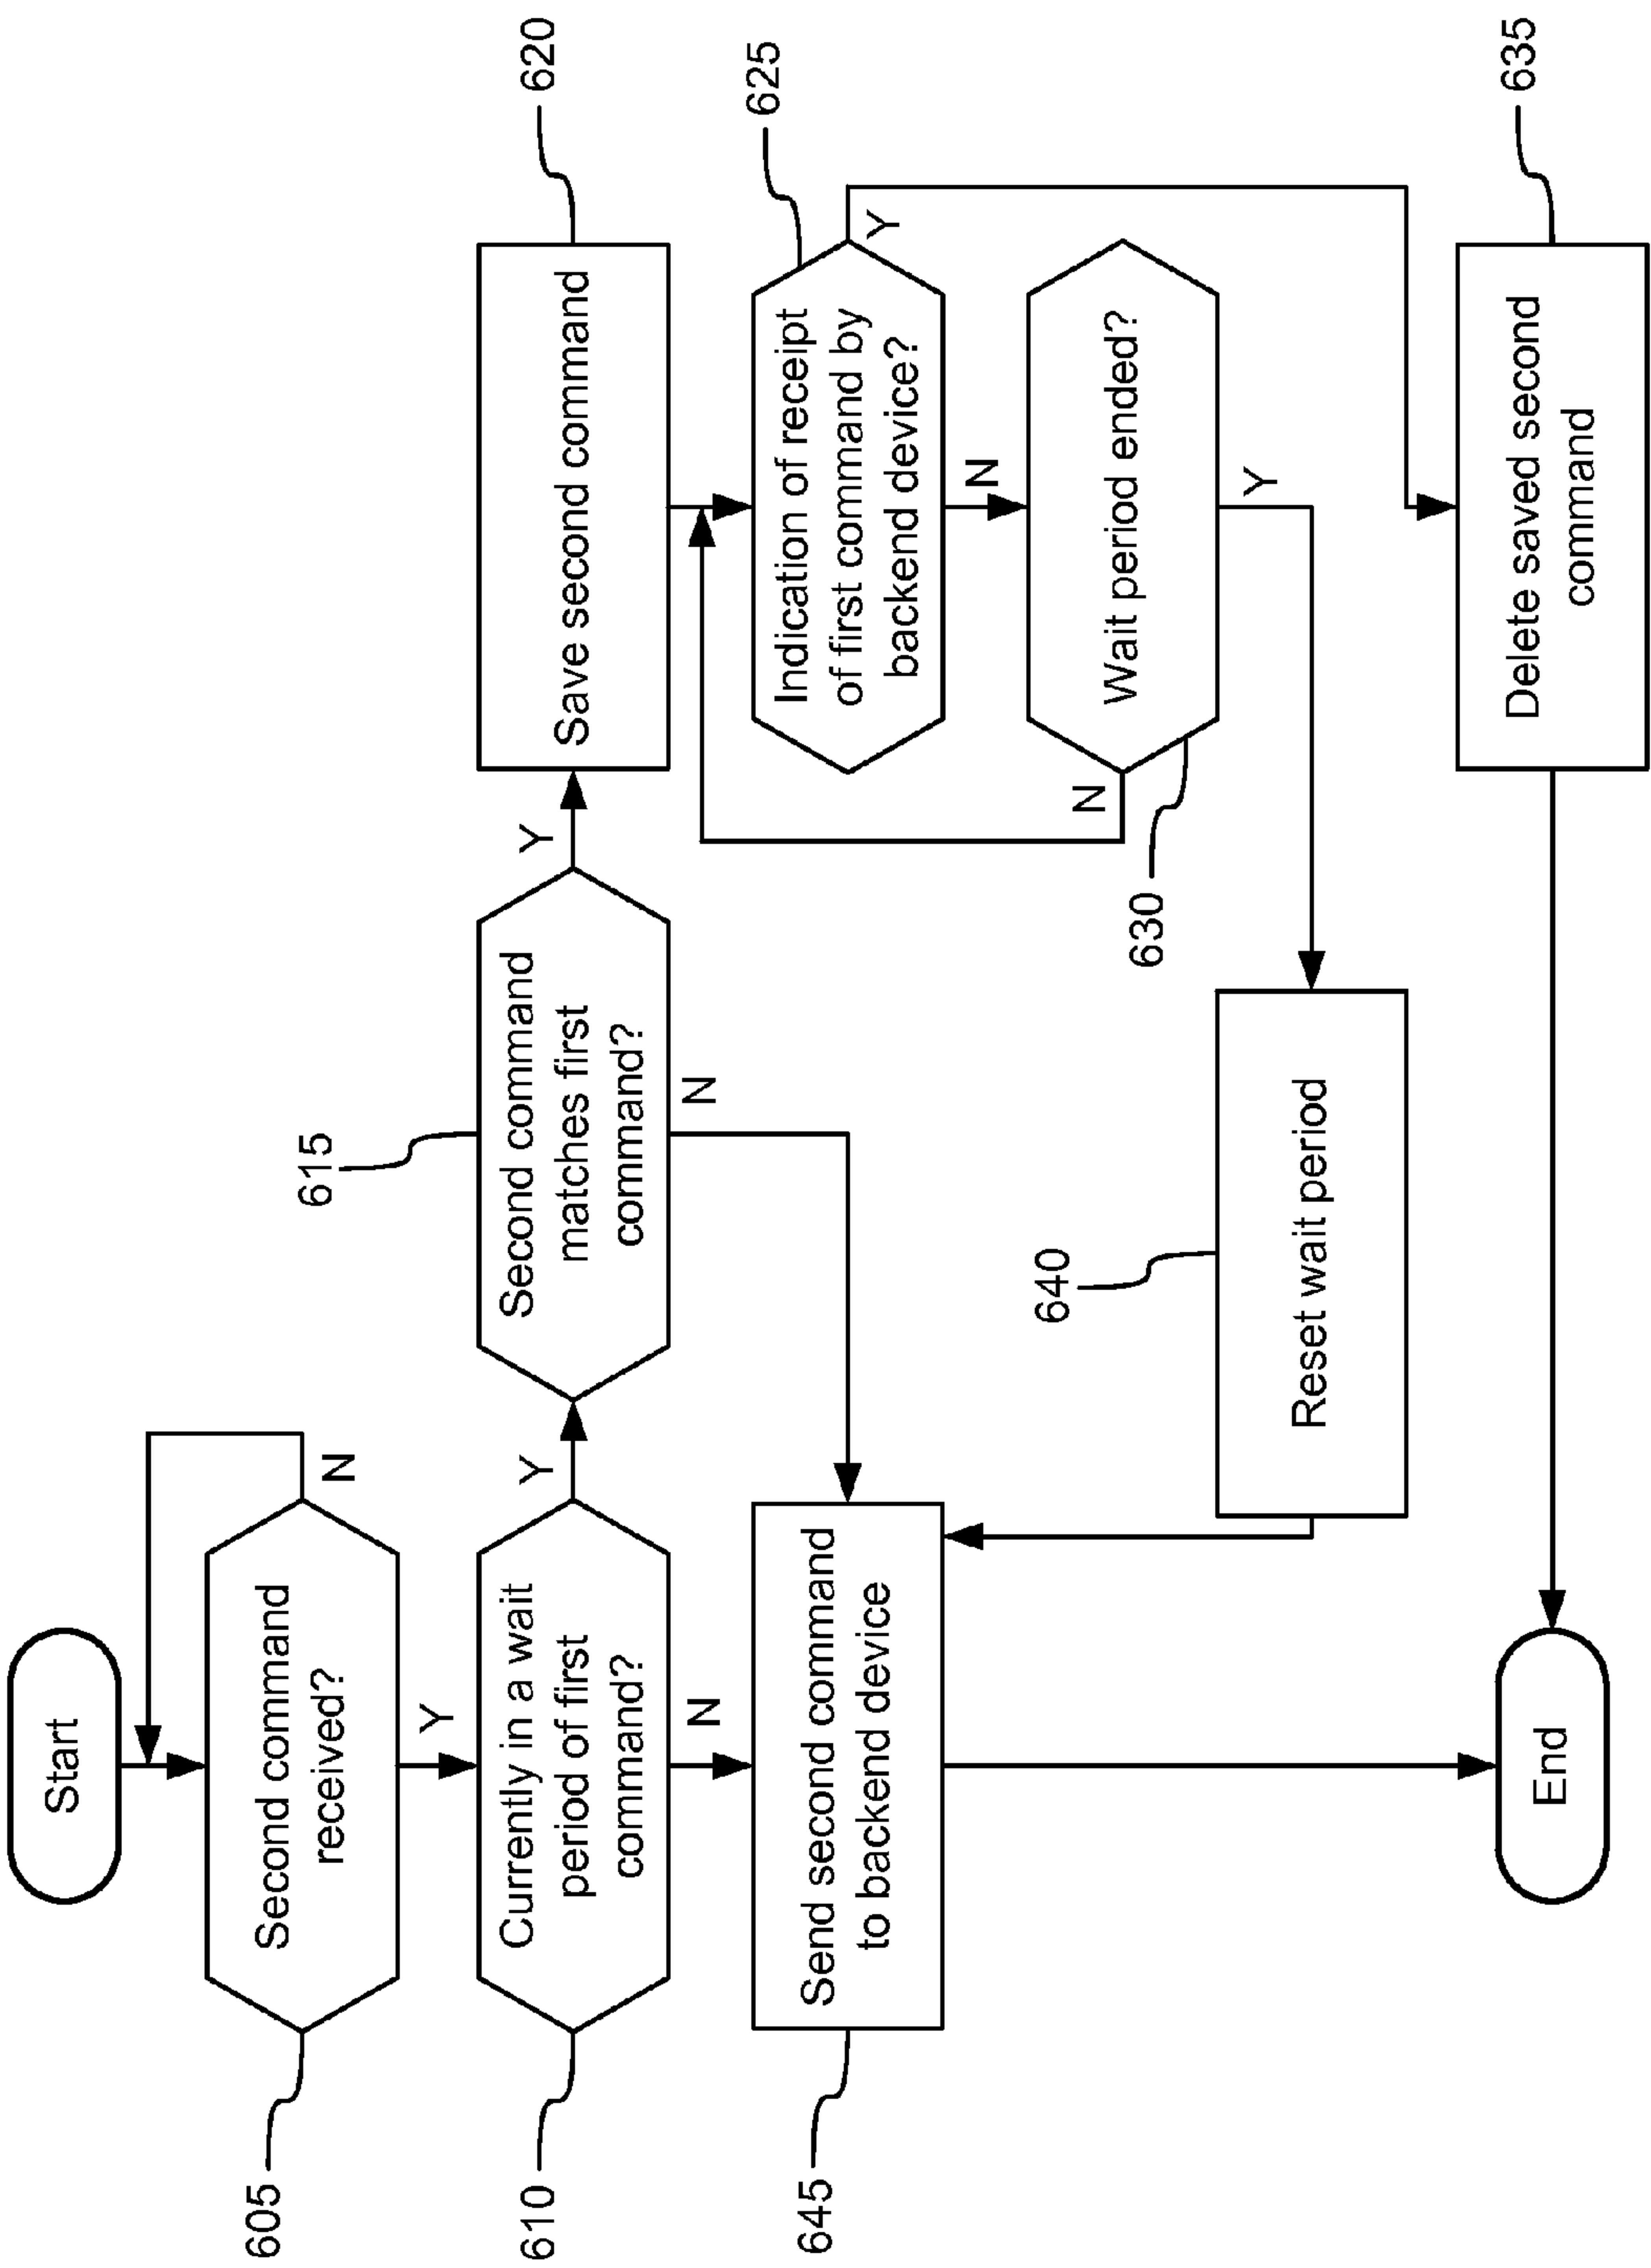 Start
Second command
received?
N
605
Y
Currently in a wait
period of first
command?
610
Y
N
615
Second command
matches first
command?
Y
N
Save second command
620
Indication of receipt
of first command by
backend device?
625
Y
N
Wait period ended?
N
630
Y
Send second command
to backend device
645
640
Reset wait period
Delete saved second
command
635
End